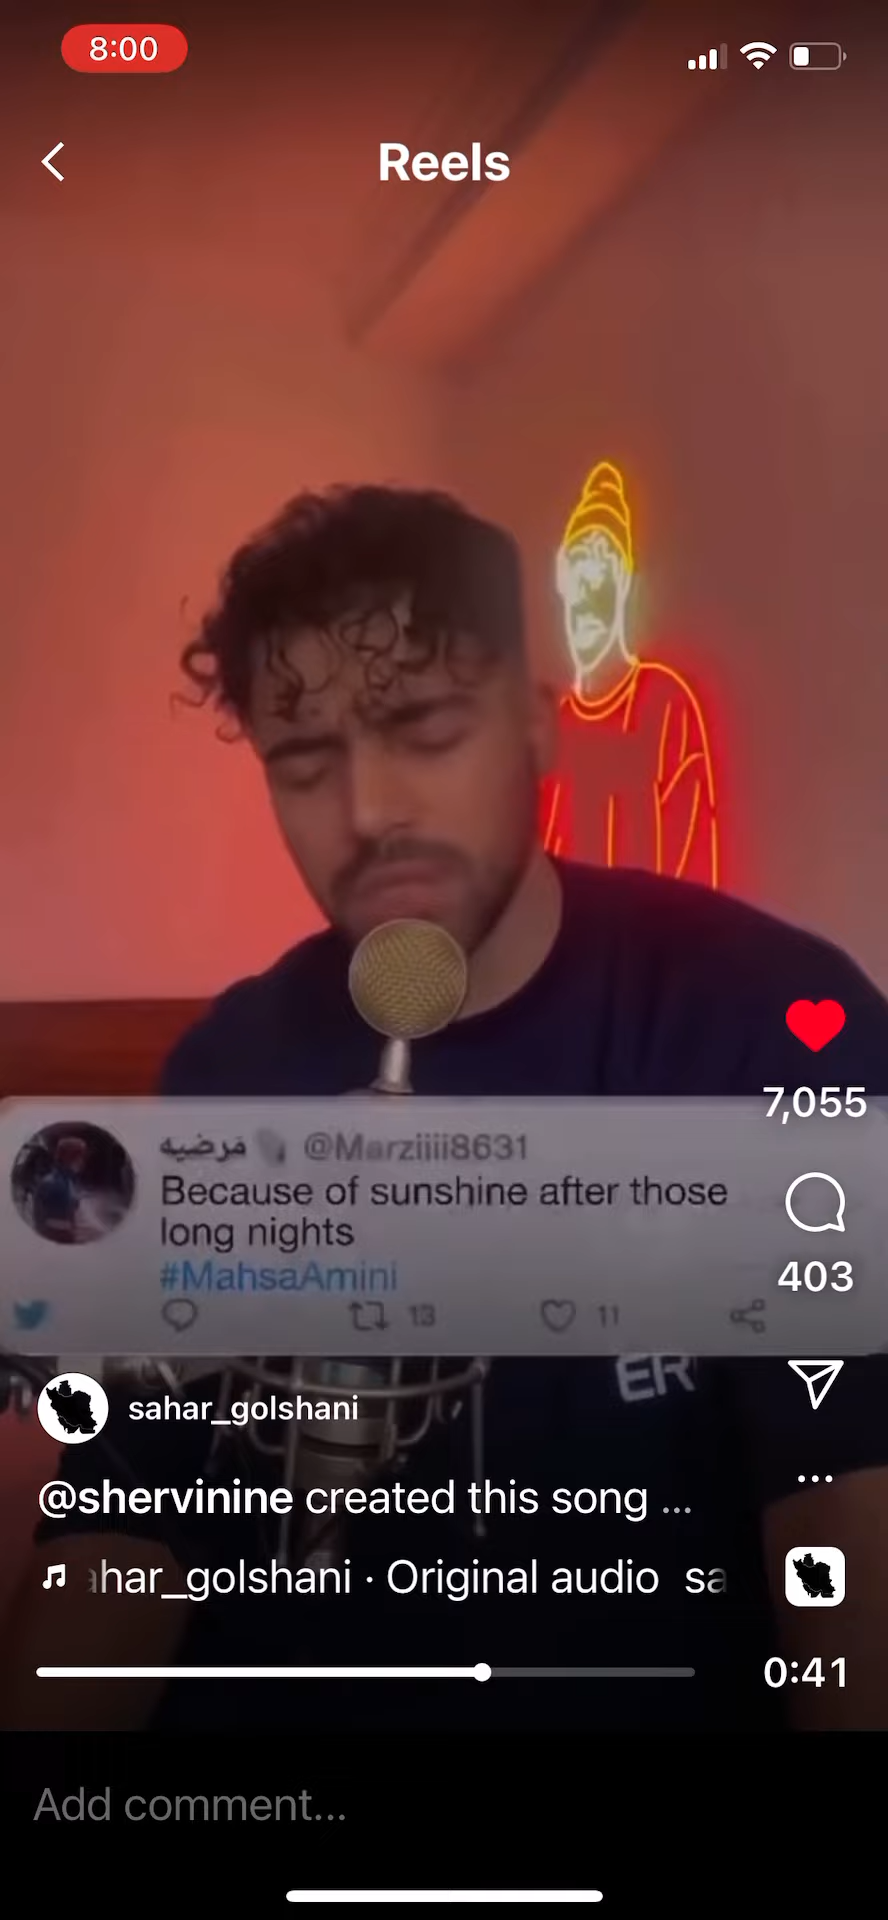 8:00
Reels
مَرضیه @Marziiii8631
Because of sunshine after those
long nights
#MahsaAmini
13 11
7,055
403
ER
sahar_golshani
@shervinine created this song ...
ahar_golshani · Original audio sa
0:41
Add comment...